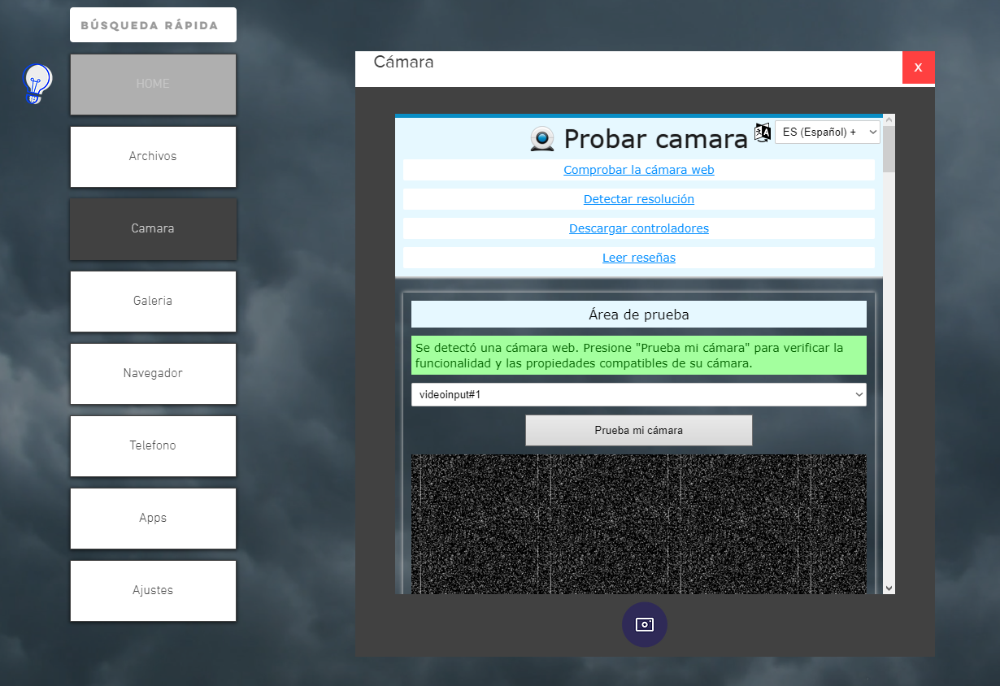 BÚSQUEDA RÁPIDA
HOME
Archivos
Camara
Galeria
Navegador
Telefono
Apps
Ajustes
Cámara
X
Probar camara
ES (Español) +
Comprobar la cámara web
Detectar resolución
Descargar controladores
Leer reseñas
Área de prueba
Se detectó una cámara web. Presione "Prueba mi cámara" para verificar la
funcionalidad y las propiedades compatibles de su cámara.
videoinput#1
Prueba mi cámara